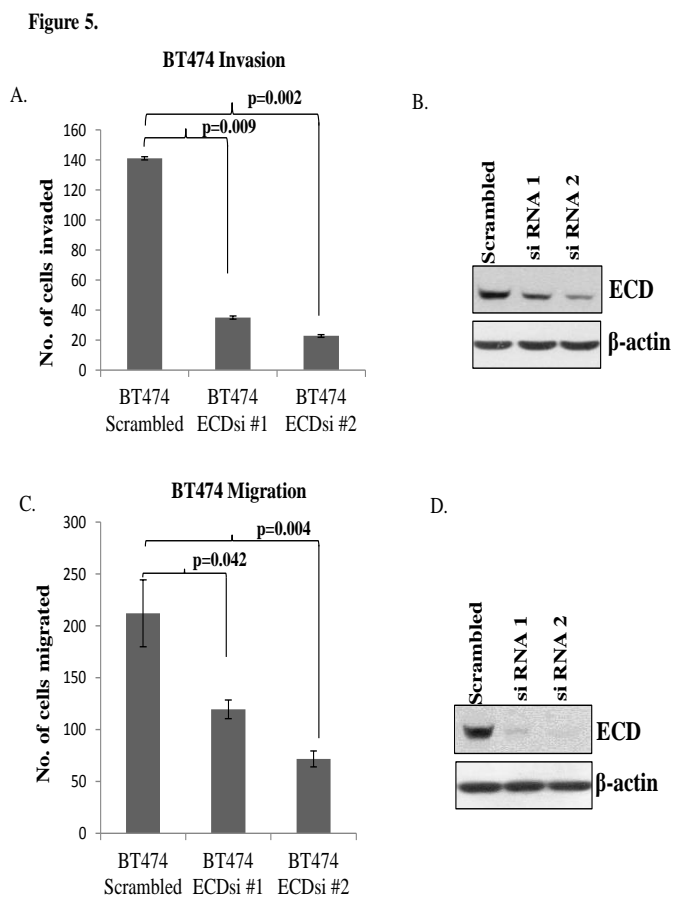 Figure 5.
BT474 Invasion
A.
p=0.002
p=0.009
160
140
120
100
80
60
40
20
0
No. of cells invaded
BT474 Scrambled
BT474 ECDsi #1
BT474 ECDsi #2
B.
Scrambled
si RNA 1
si RNA 2
ECD
β-actin
C.
BT474 Migration
p=0.004
p=0.042
300
250
200
150
100
50
0
No. of cells migrated
BT474 Scrambled
BT474 ECDsi #1
BT474 ECDsi #2
D.
Scrambled
si RNA 1
si RNA 2
ECD
β-actin